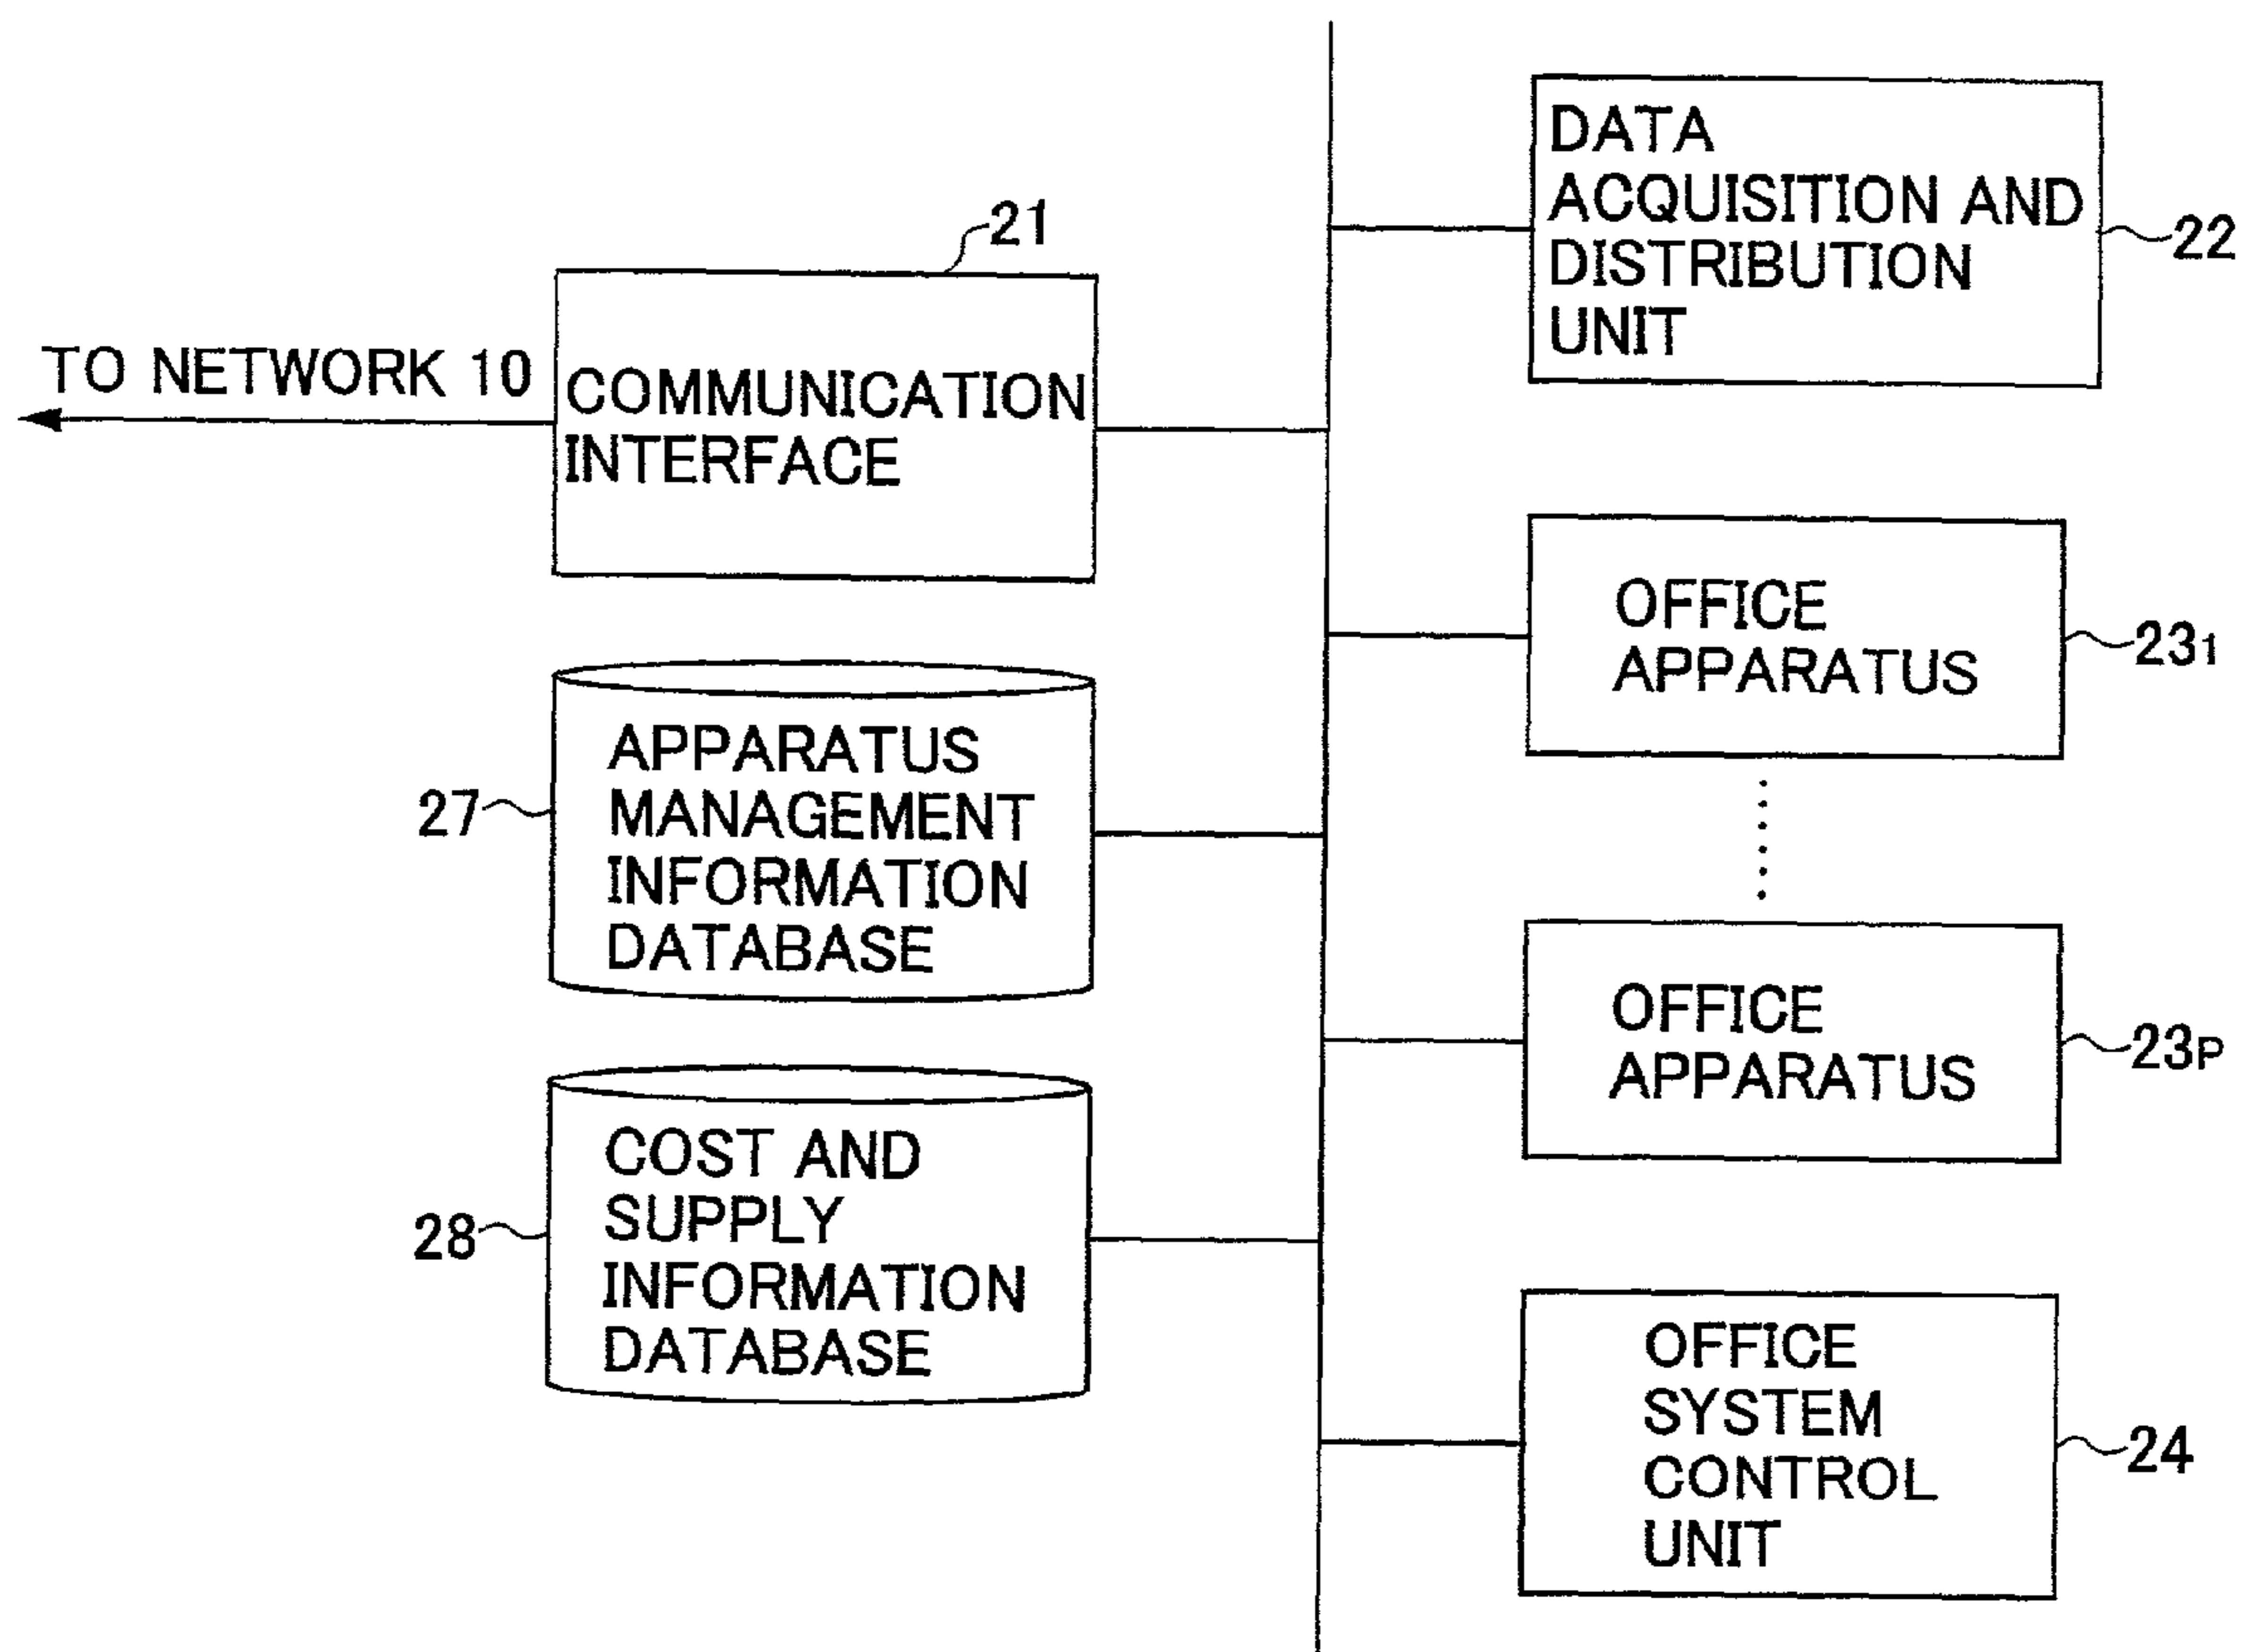 TO NETWORK 10
21
COMMUNICATION
INTERFACE
27
APPARATUS
MANAGEMENT
INFORMATION
DATABASE
28
COST AND
SUPPLY
INFORMATION
DATABASE
DATA
ACQUISITION AND
DISTRIBUTION
UNIT
22
OFFICE
APPARATUS
231
OFFICE
APPARATUS
23P
OFFICE
SYSTEM
CONTROL
UNIT
24